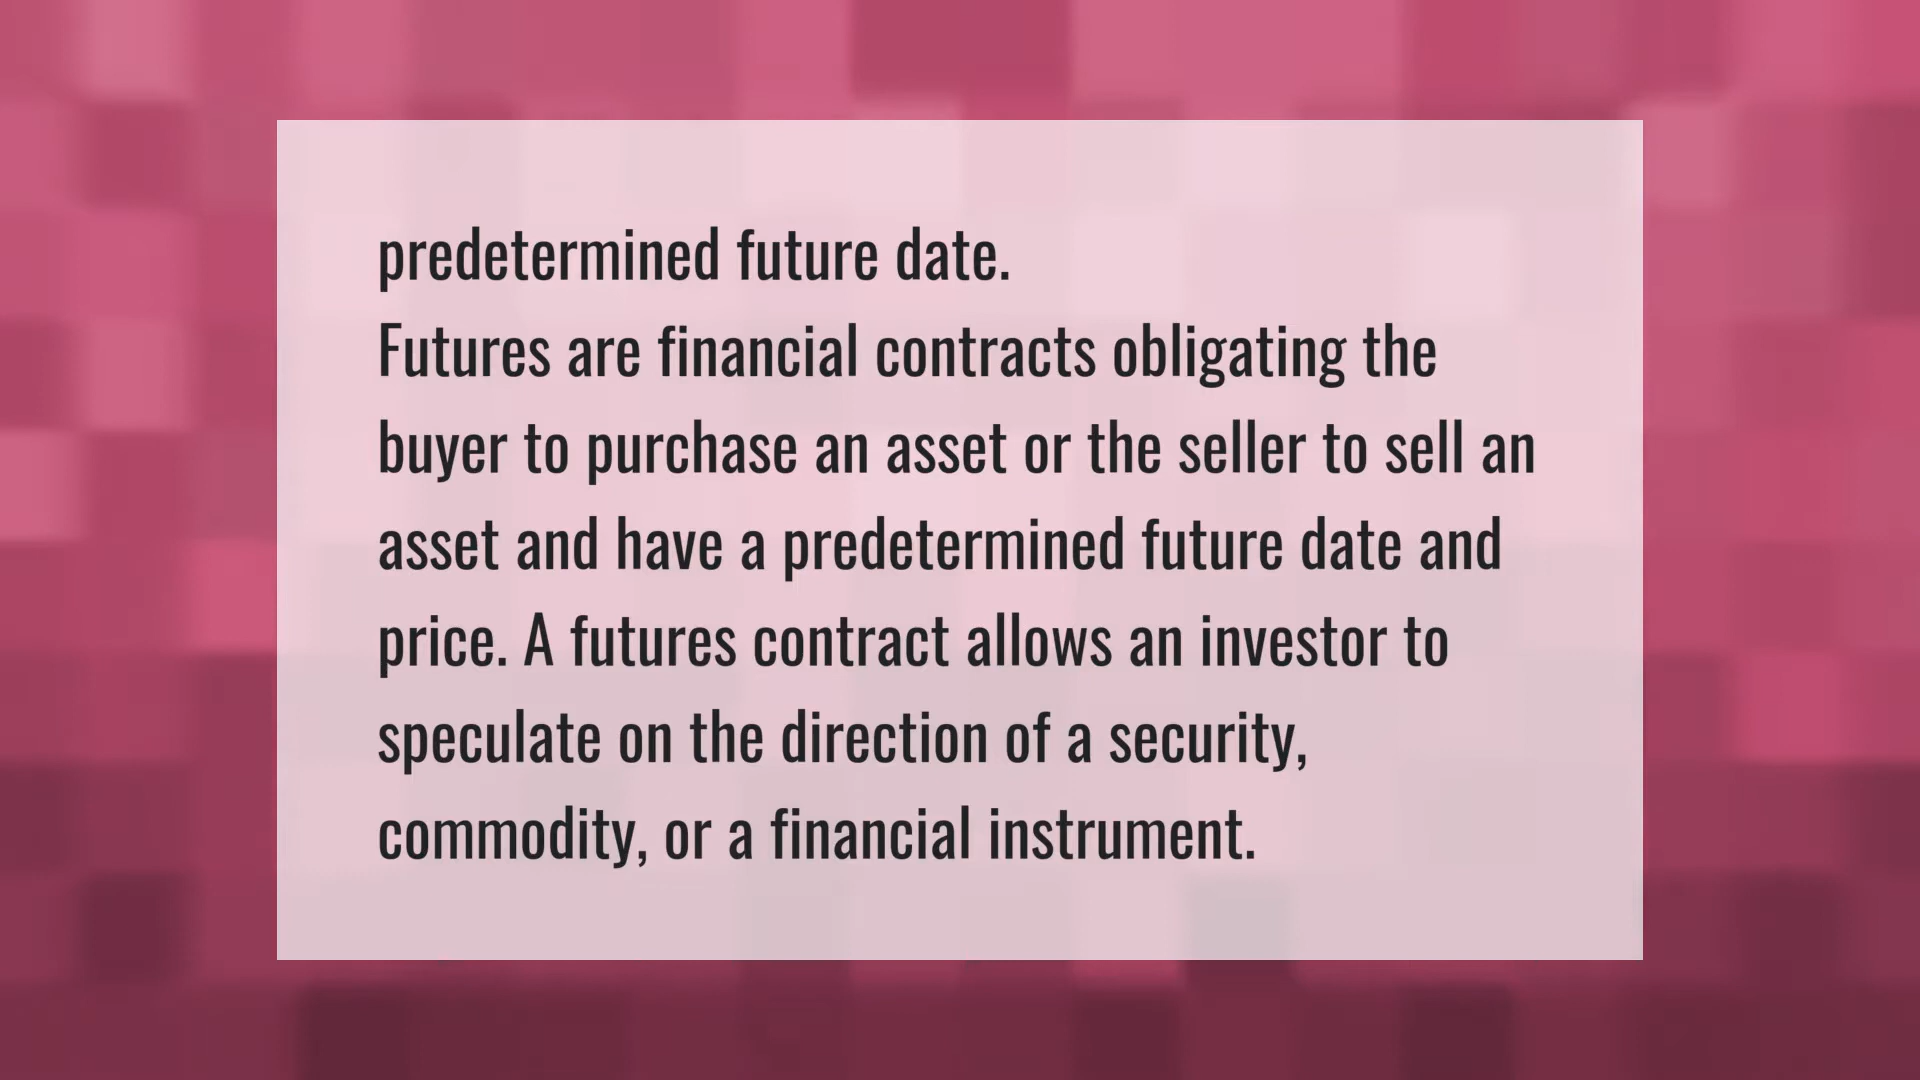 predetermined future date.
Futures are financial contracts obligating the
buyer to purchase an asset or the seller to sell an
asset and have a predetermined future date and
price. A futures contract allows an investor to
speculate on the direction of a security,
commodity, or a financial instrument.